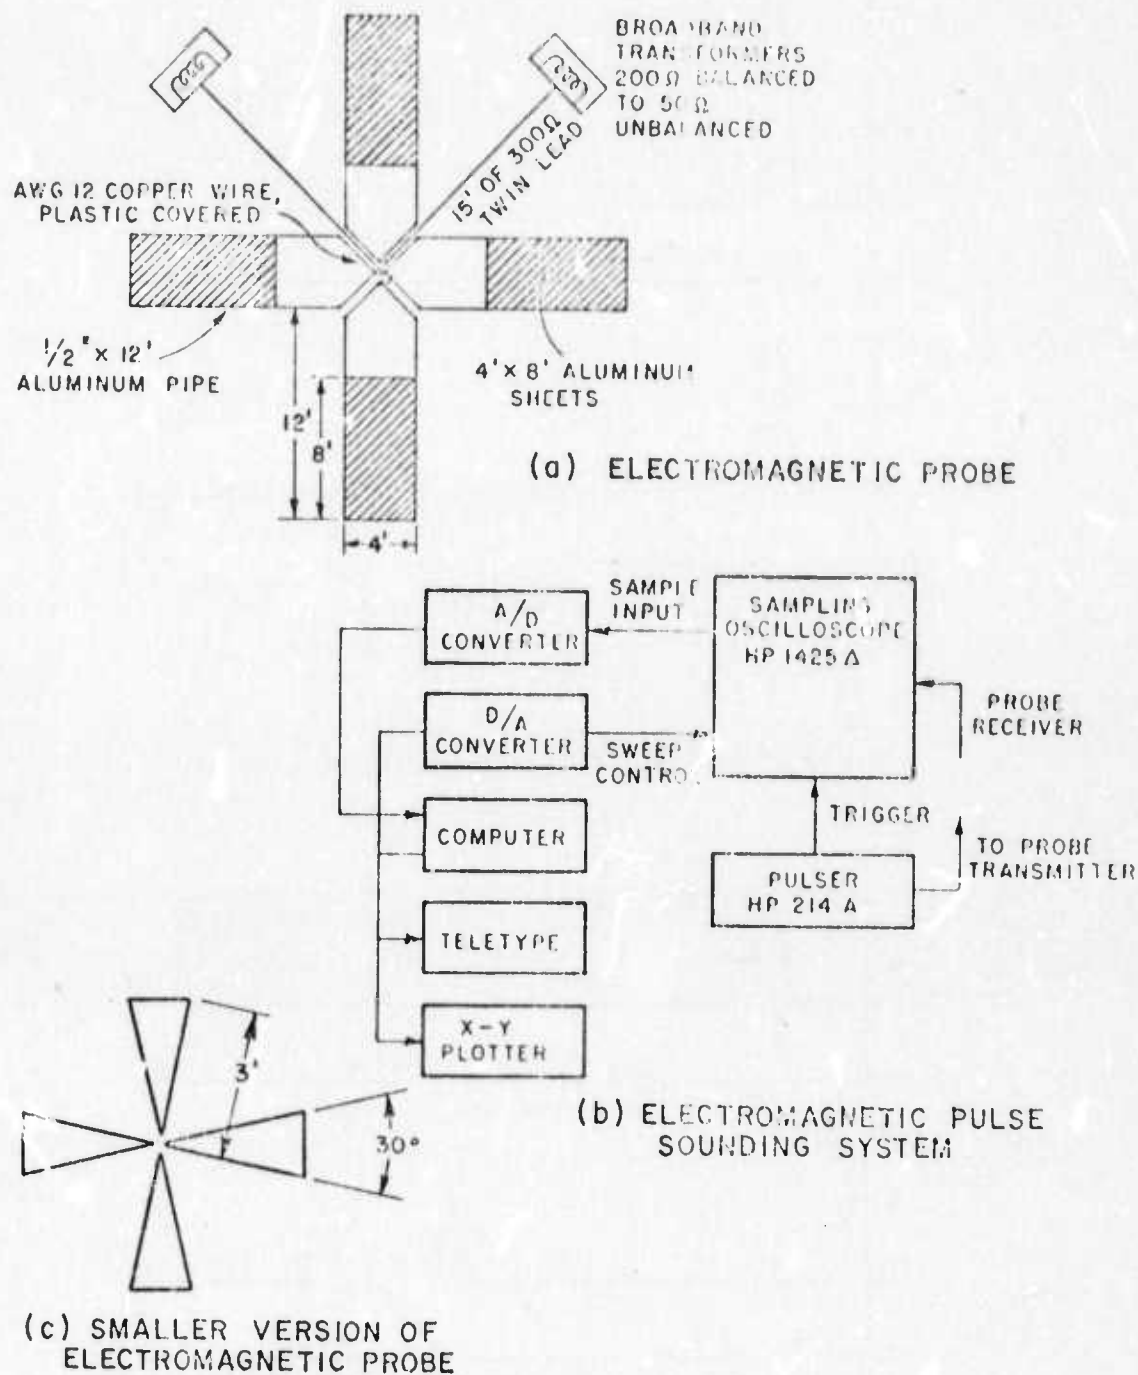 BROADBAND
TRANSFORMERS
200Ω BALANCED
TO 50Ω
UNBALANCED
15' OF 300Ω
TWIN LEAD
AWG 12 COPPER WIRE,
PLASTIC COVERED
1/2" x 12'
ALUMINUM PIPE
4' x 8' ALUMINUM
SHEETS
12'
8'
4'
(a) ELECTROMAGNETIC PROBE
A/D
CONVERTER
SAMPLE
INPUT
SAMPLING
OSCILLOSCOPE
HP 1425 A
D/A
CONVERTER
SWEEP
CONTROL
PROBE
RECEIVER
COMPUTER
TRIGGER
TO PROBE
TRANSMITTER
PULSER
HP 214 A
TELETYPE
X-Y
PLOTTER
3'
30°
(b) ELECTROMAGNETIC PULSE
SOUNDING SYSTEM
(c) SMALLER VERSION OF
ELECTROMAGNETIC PROBE